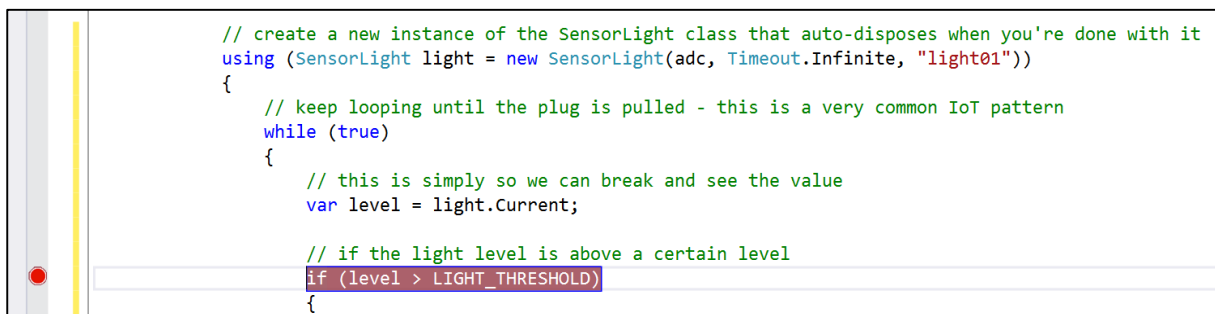 // create a new instance of the SensorLight class that auto-disposes when you're done with it
using (SensorLight light = new SensorLight(adc, Timeout.Infinite, "light01"))
{
// keep looping until the plug is pulled - this is a very common IoT pattern
while (true)
{
// this is simply so we can break and see the value
var level = light.Current;
// if the light level is above a certain level
if (level > LIGHT_THRESHOLD)
{